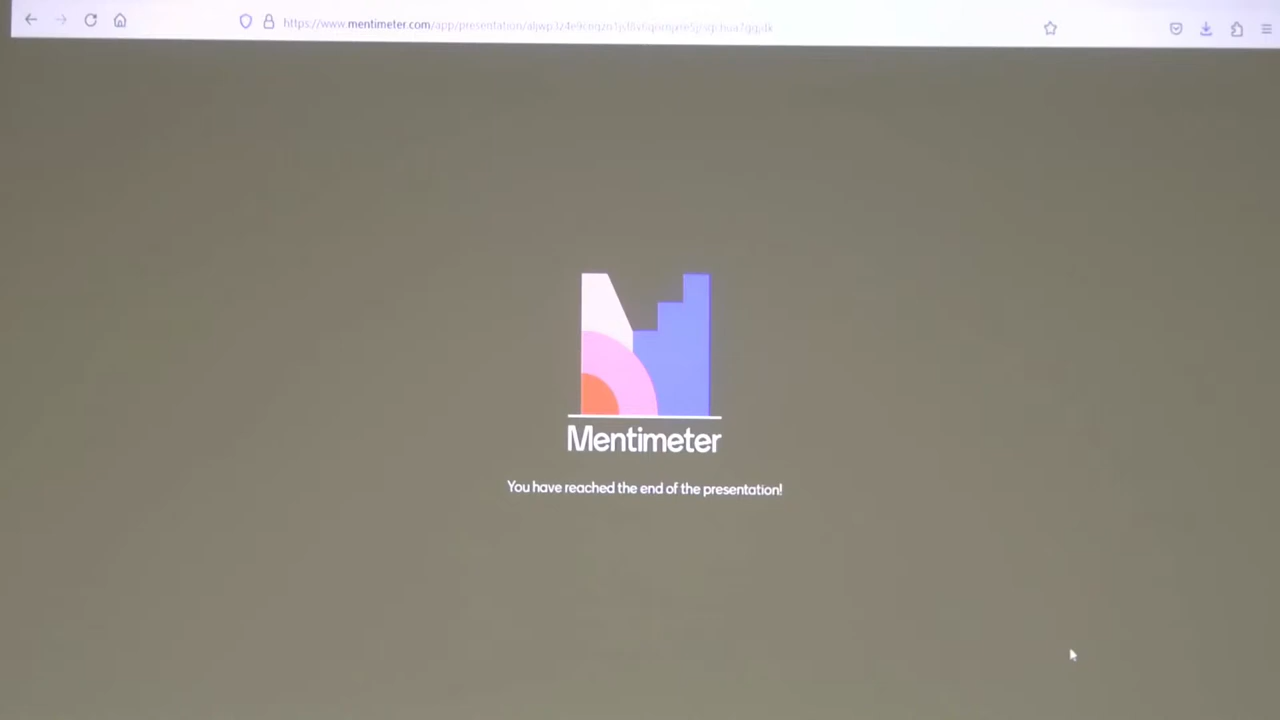 https://www.mentimeter.com/app/presentation/
Mentimeter
You have reached the end of the presentation!